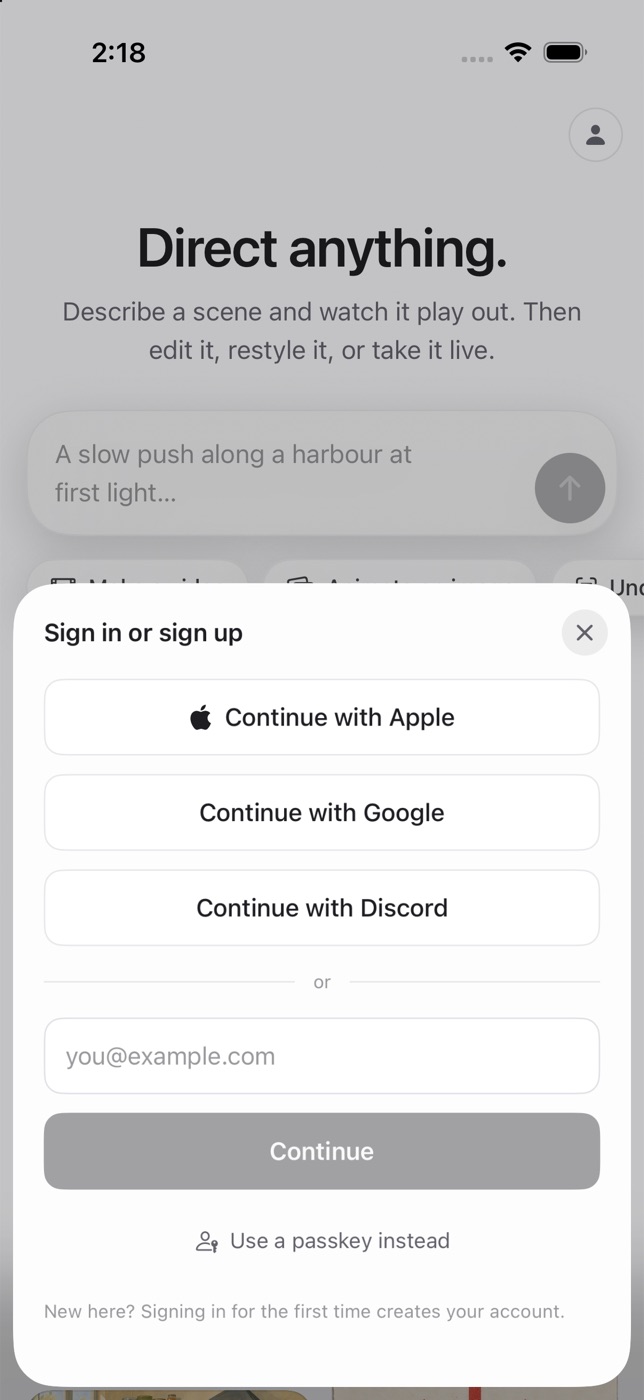 2:18
Direct anything.
Describe a scene and watch it play out. Then
edit it, restyle it, or take it live.
A slow push along a harbour at
first light...
Sign in or sign up
Continue with Apple
Continue with Google
Continue with Discord
or
you@example.com
Continue
Use a passkey instead
New here? Signing in for the first time creates your account.